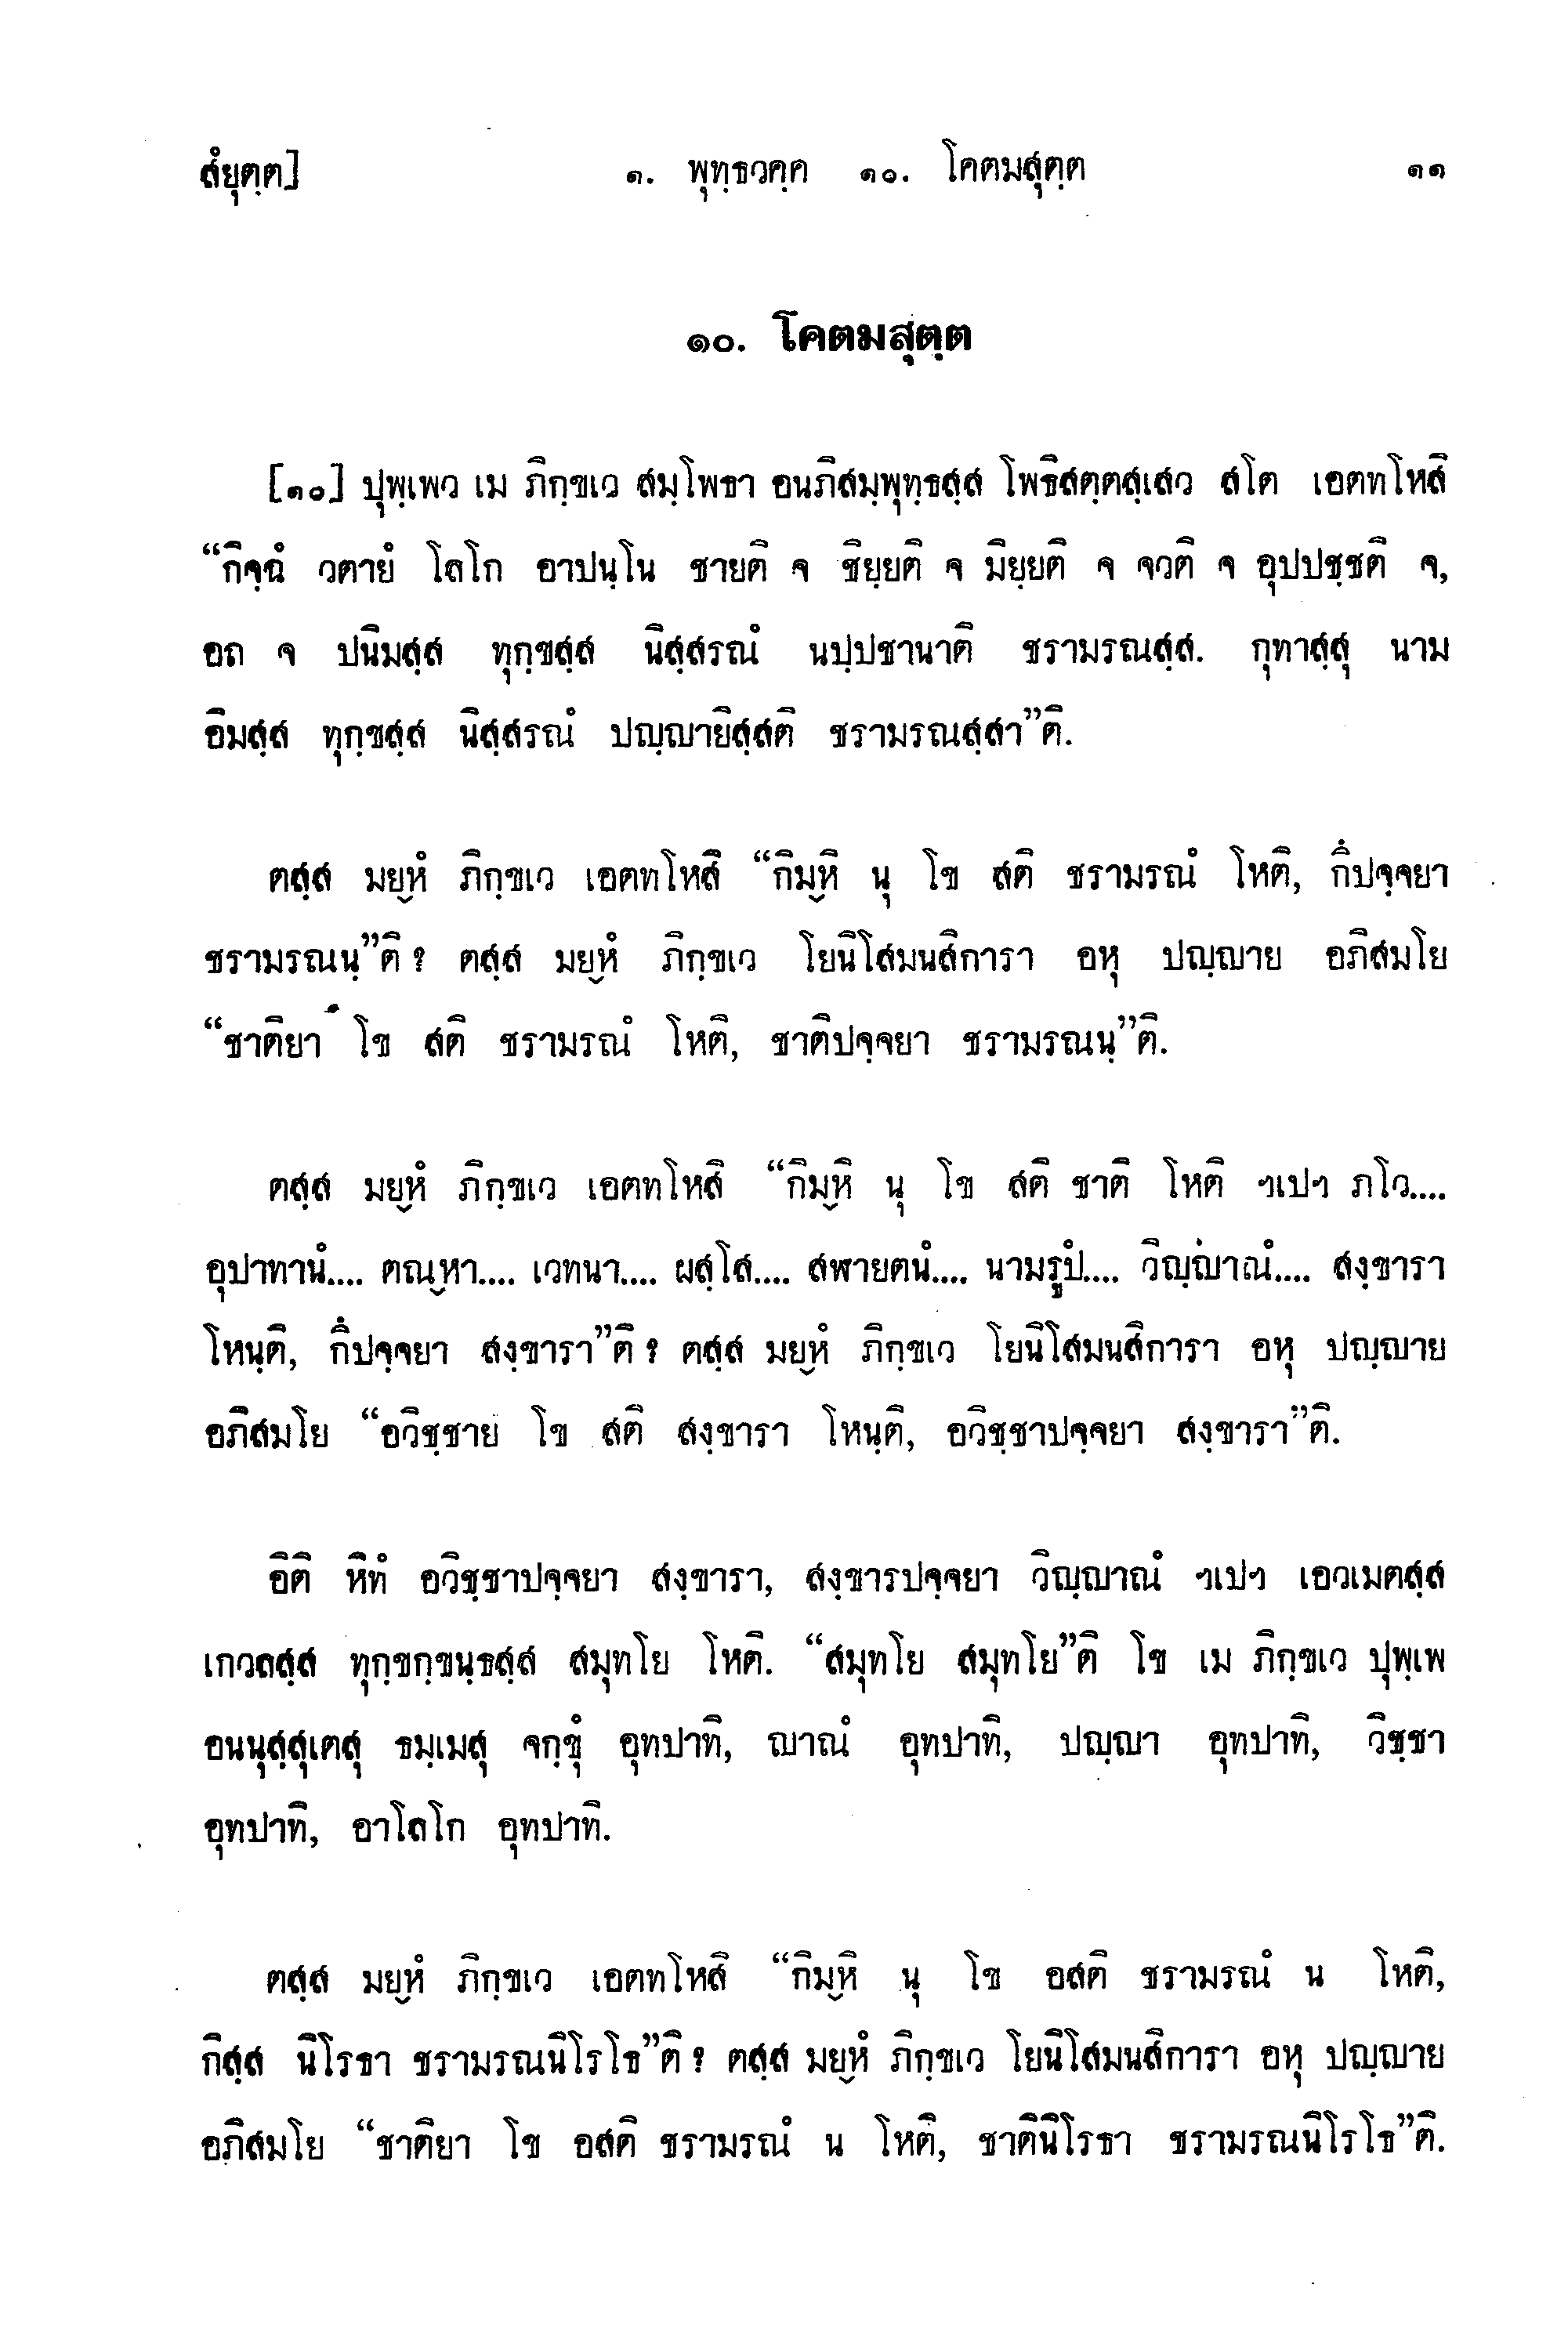 สํยุตฺต]
๑. พุทฺธวคฺค ๑๐. โคตมสุตฺต
๑๑
๑๐. โคตมสุตฺต
[๑๐] ปุพฺเพว เม ภิกฺขเว สมฺโพธา อนภิสมฺพุทฺธสฺส โพธิสตฺตสฺเสว สโต เอตทโหสิ
“กิจฺฉํ วตายํ โลโก อาปนฺโน ชายติ จ ชิยฺยติ จ มิยฺยติ จ จวติ จ อุปปชฺชติ จ,
อถ จ ปนิมสฺส ทุกฺขสฺส นิสฺสรณํ นปฺปชานาติ ชรามรณสฺส. กุทาสฺสุ นาม
อิมสฺส ทุกฺขสฺส นิสฺสรณํ ปญฺญายิสฺสติ ชรามรณสฺสา”ติ.
ตสฺส มยฺหํ ภิกฺขเว เอตทโหสิ “กิมฺหิ นุ โข สติ ชรามรณํ โหติ, กิํปจฺจยา
ชรามรณนฺ”ติ ? ตสฺส มยฺหํ ภิกฺขเว โยนิโสมนสิการา อหุ ปญฺญาย อภิสมโย
“ชาติยา โข สติ ชรามรณํ โหติ, ชาติปจฺจยา ชรามรณนฺ”ติ.
ตสฺส มยฺหํ ภิกฺขเว เอตทโหสิ “กิมฺหิ นุ โข สติ ชาติ โหติ ฯเปฯ ภโว....
อุปาทานํ.... ตณฺหา.... เวทนา.... ผสฺโส.... สฬายตนํ.... นามรูปํ.... วิญฺญาณํ.... สงฺขารา
โหนฺติ, กิํปจฺจยา สงฺขารา”ติ ? ตสฺส มยฺหํ ภิกฺขเว โยนิโสมนสิการา อหุ ปญฺญาย
อภิสมโย “อวิชฺชาย โข สติ สงฺขารา โหนฺติ, อวิชฺชาปจฺจยา สงฺขารา”ติ.
อิติ หิทํ อวิชฺชาปจฺจยา สงฺขารา, สงฺขารปจฺจยา วิญฺญาณํ ฯเปฯ เอวเมตสฺส
เกวลสฺส ทุกฺขกฺขนฺธสฺส สมุทโย โหติ. “สมุทโย สมุทโย”ติ โข เม ภิกฺขเว ปุพฺเพ
อนนุสฺสุเตสุ ธมฺเมสุ จกฺขุํ อุทปาทิ, ญาณํ อุทปาทิ, ปญฺญา อุทปาทิ, วิชฺชา
อุทปาทิ, อาโลโก อุทปาทิ.
ตสฺส มยฺหํ ภิกฺขเว เอตทโหสิ “กิมฺหิ นุ โข อสติ ชรามรณํ น โหติ,
กิสฺส นิโรธา ชรามรณนิโรโธ”ติ ? ตสฺส มยฺหํ ภิกฺขเว โยนิโสมนสิการา อหุ ปญฺญาย
อภิสมโย “ชาติยา โข อสติ ชรามรณํ น โหติ, ชาตินิโรธา ชรามรณนิโรโธ”ติ.